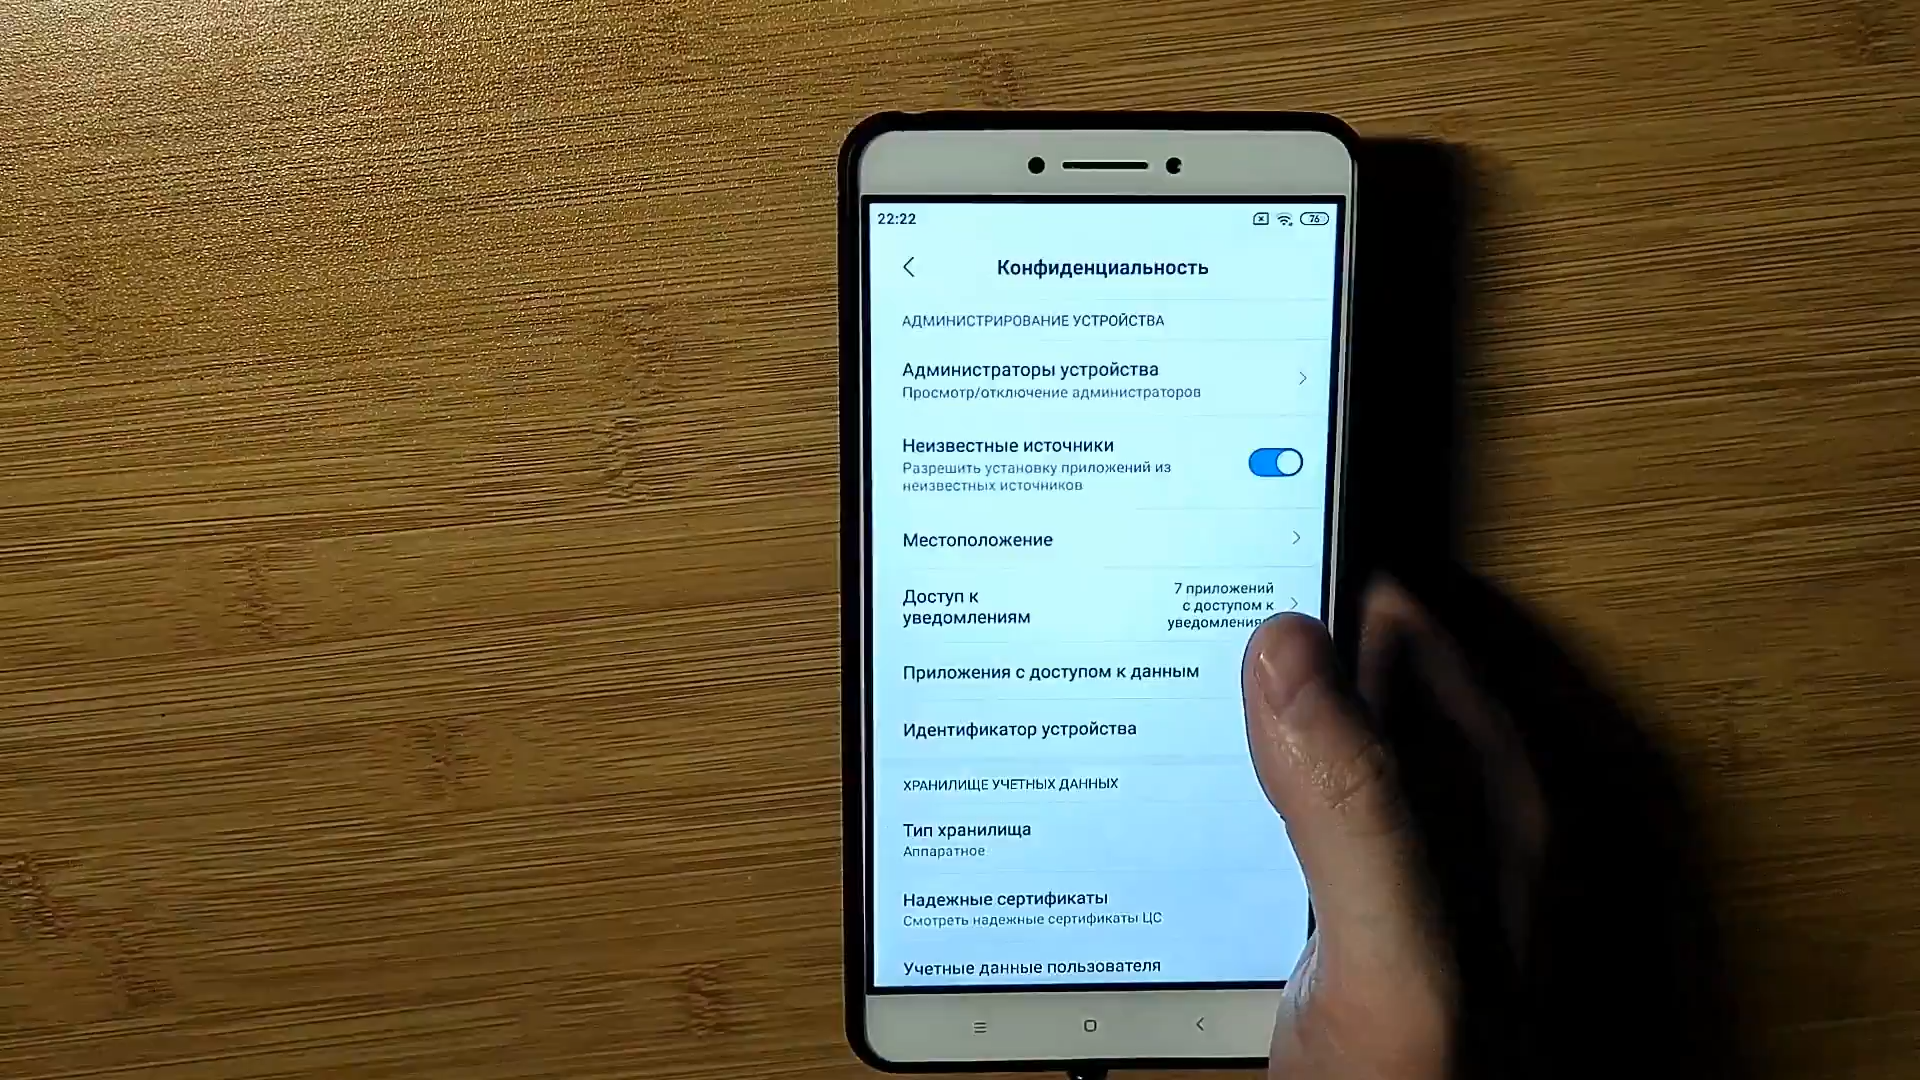 22:22
76
Конфиденциальность
АДМИНИСТРИРОВАНИЕ УСТРОЙСТВА
Администраторы устройства
Просмотр/отключение администраторов
Неизвестные источники
Разрешить установку приложений из
неизвестных источников
Местоположение
Доступ к
уведомлениям
7 приложений
с доступом к
уведомления
Приложения с доступом к данным
Идентификатор устройства
ХРАНИЛИЩЕ УЧЕТНЫХ ДАННЫХ
Тип хранилища
Аппаратное
Надежные сертификаты
Смотреть надежные сертификаты ЦС
Учетные данные пользователя